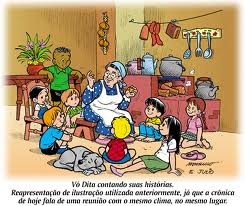 Vó Dita contando suas histórias.
Reapresentação de ilustração utilizada anteriormente, já que a crônica
de hoje fala de uma reunião com o mesmo clima, no mesmo lugar.